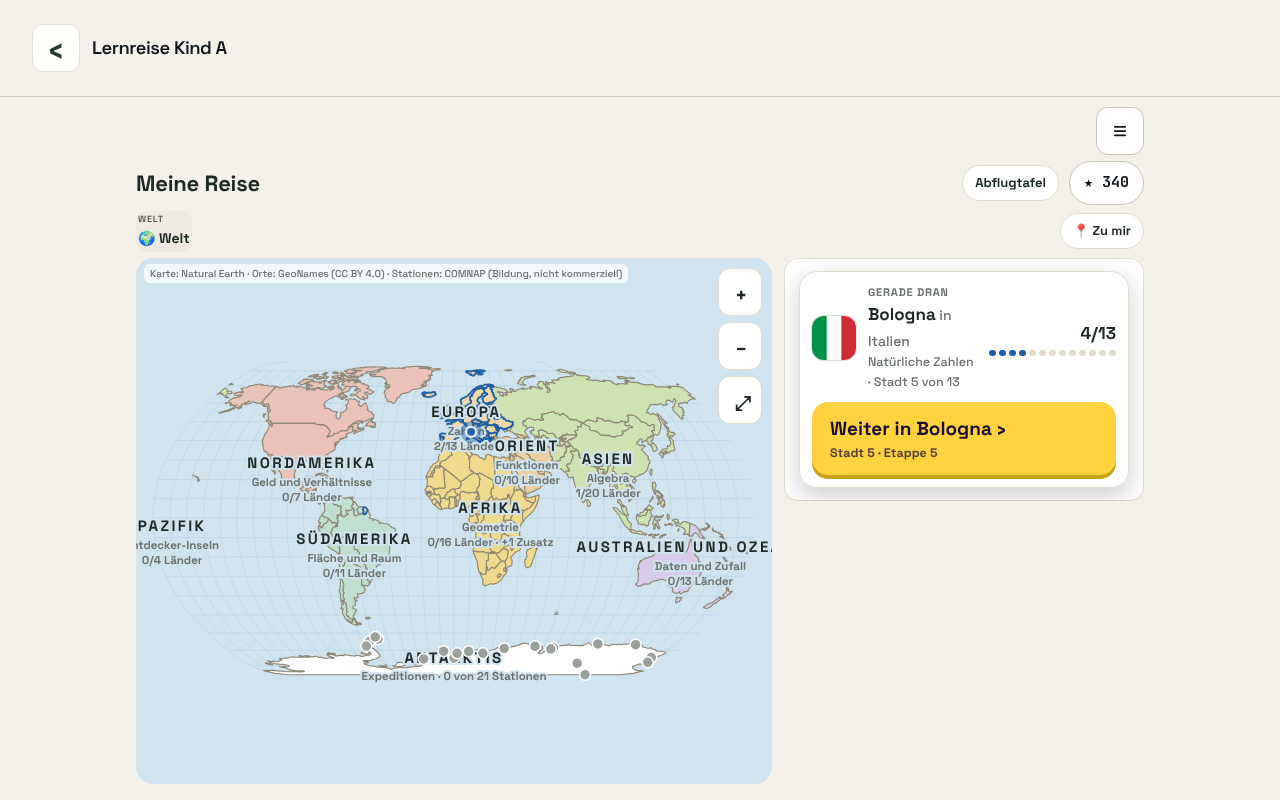 <
Lernreise Kind A
≡
Meine Reise
Abflugtafel
★ 340
WELT
🌍 Welt
📍 Zu mir
Karte: Natural Earth · Orte: GeoNames (CC BY 4.0) · Stationen: COMNAP (Bildung, nicht kommerziell)
+
−
⤢
EUROPA
2/13 Lände
ORIENT
Funktionen
0/10 Länder
ASIEN
Algebra
1/20 Länder
NORDAMERIKA
Geld und Verhältnisse
0/7 Länder
AFRIKA
Geometrie
0/16 Länder · +1 Zusatz
PAZIFIK
ntdecker-Inseln
0/4 Länder
SÜDAMERIKA
Fläche und Raum
0/11 Länder
AUSTRALIEN UND OZEA
Daten und Zufall
0/13 Länder
ANTARKTIS
Expeditionen · 0 von 21 Stationen
GERADE DRAN
Bologna in
Italien
Natürliche Zahlen
· Stadt 5 von 13
4/13
Weiter in Bologna >
Stadt 5 · Etappe 5